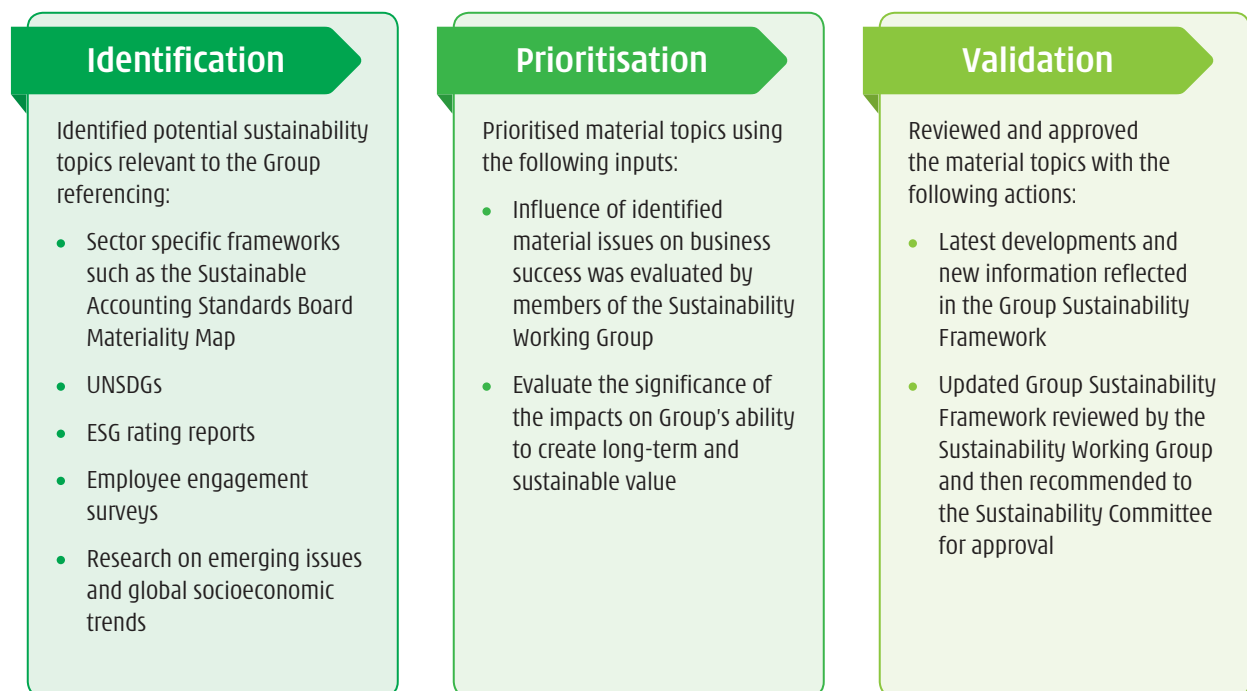 Identification
Identified potential sustainability
topics relevant to the Group
referencing:
• Sector specific frameworks
such as the Sustainable
Accounting Standards Board
Materiality Map
• UNSDGs
• ESG rating reports
• Employee engagement
surveys
• Research on emerging issues
and global socioeconomic
trends
Prioritisation
Prioritised material topics using
the following inputs:
• Influence of identified
material issues on business
success was evaluated by
members of the Sustainability
Working Group
• Evaluate the significance of
the impacts on Group's ability
to create long-term and
sustainable value
Validation
Reviewed and approved
the material topics with the
following actions:
• Latest developments and
new information reflected
in the Group Sustainability
Framework
• Updated Group Sustainability
Framework reviewed by the
Sustainability Working Group
and then recommended to
the Sustainability Committee
for approval